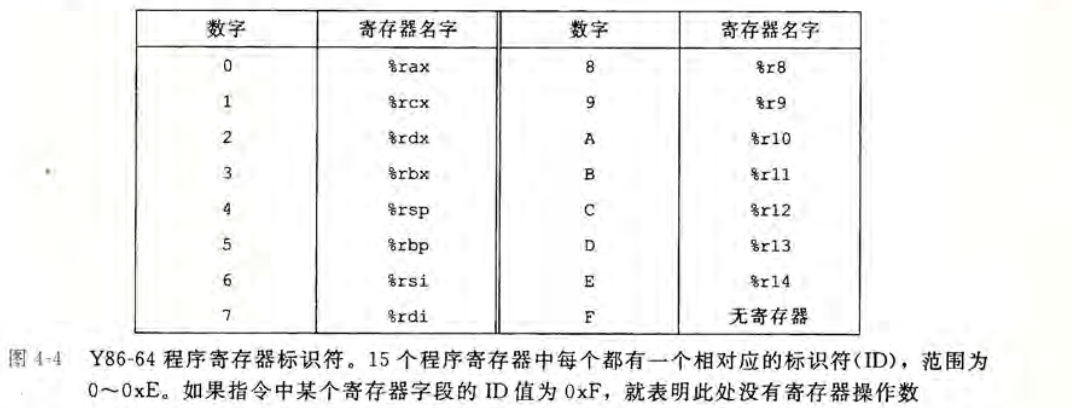 数字 寄存器名字 数字 寄存器名字
0 %rax 8 %r8
1 %rcx 9 %r9
2 %rdx A %r10
3 %rbx B %r11
4 %rsp C %r12
5 %rbp D %r13
6 %rsi E %r14
7 %rdi F 无寄存器
图 4-4 Y86-64 程序寄存器标识符。15 个程序寄存器中每个都有一个相对应的标识符(ID)，范围为
0～0xE。如果指令中某个寄存器字段的 ID 值为 0xF，就表明此处没有寄存器操作数